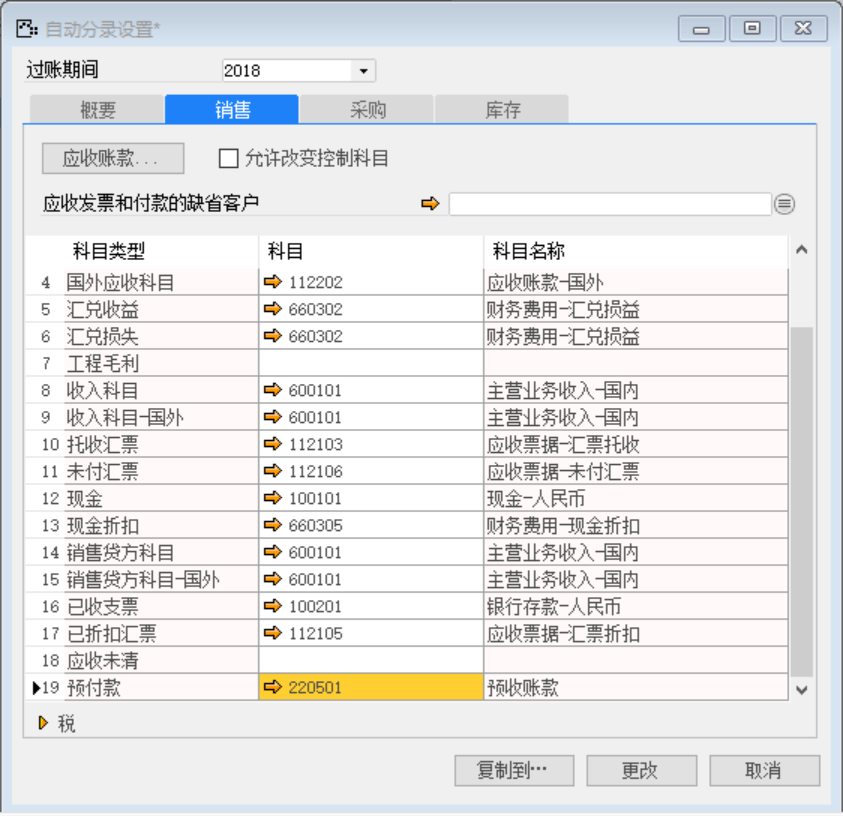 自动分录设置*
过账期间 2018
概要 销售 采购 库存
应收账款... 允许改变控制科目
应收发票和付款的缺省客户
科目类型 科目 科目名称
4 国外应收科目 112202 应收账款-国外
5 汇兑收益 660302 财务费用-汇兑损益
6 汇兑损失 660302 财务费用-汇兑损益
7 工程毛利
8 收入科目 600101 主营业务收入-国内
9 收入科目-国外 600101 主营业务收入-国内
10 托收汇票 112103 应收票据-汇票托收
11 未付汇票 112106 应收票据-未付汇票
12 现金 100101 现金-人民币
13 现金折扣 660305 财务费用-现金折扣
14 销售贷方科目 600101 主营业务收入-国内
15 销售贷方科目-国外 600101 主营业务收入-国内
16 已收支票 100201 银行存款-人民币
17 已折扣汇票 112105 应收票据-汇票折扣
18 应收未清
19 预付款 220501 预收账款
税
复制到… 更改 取消